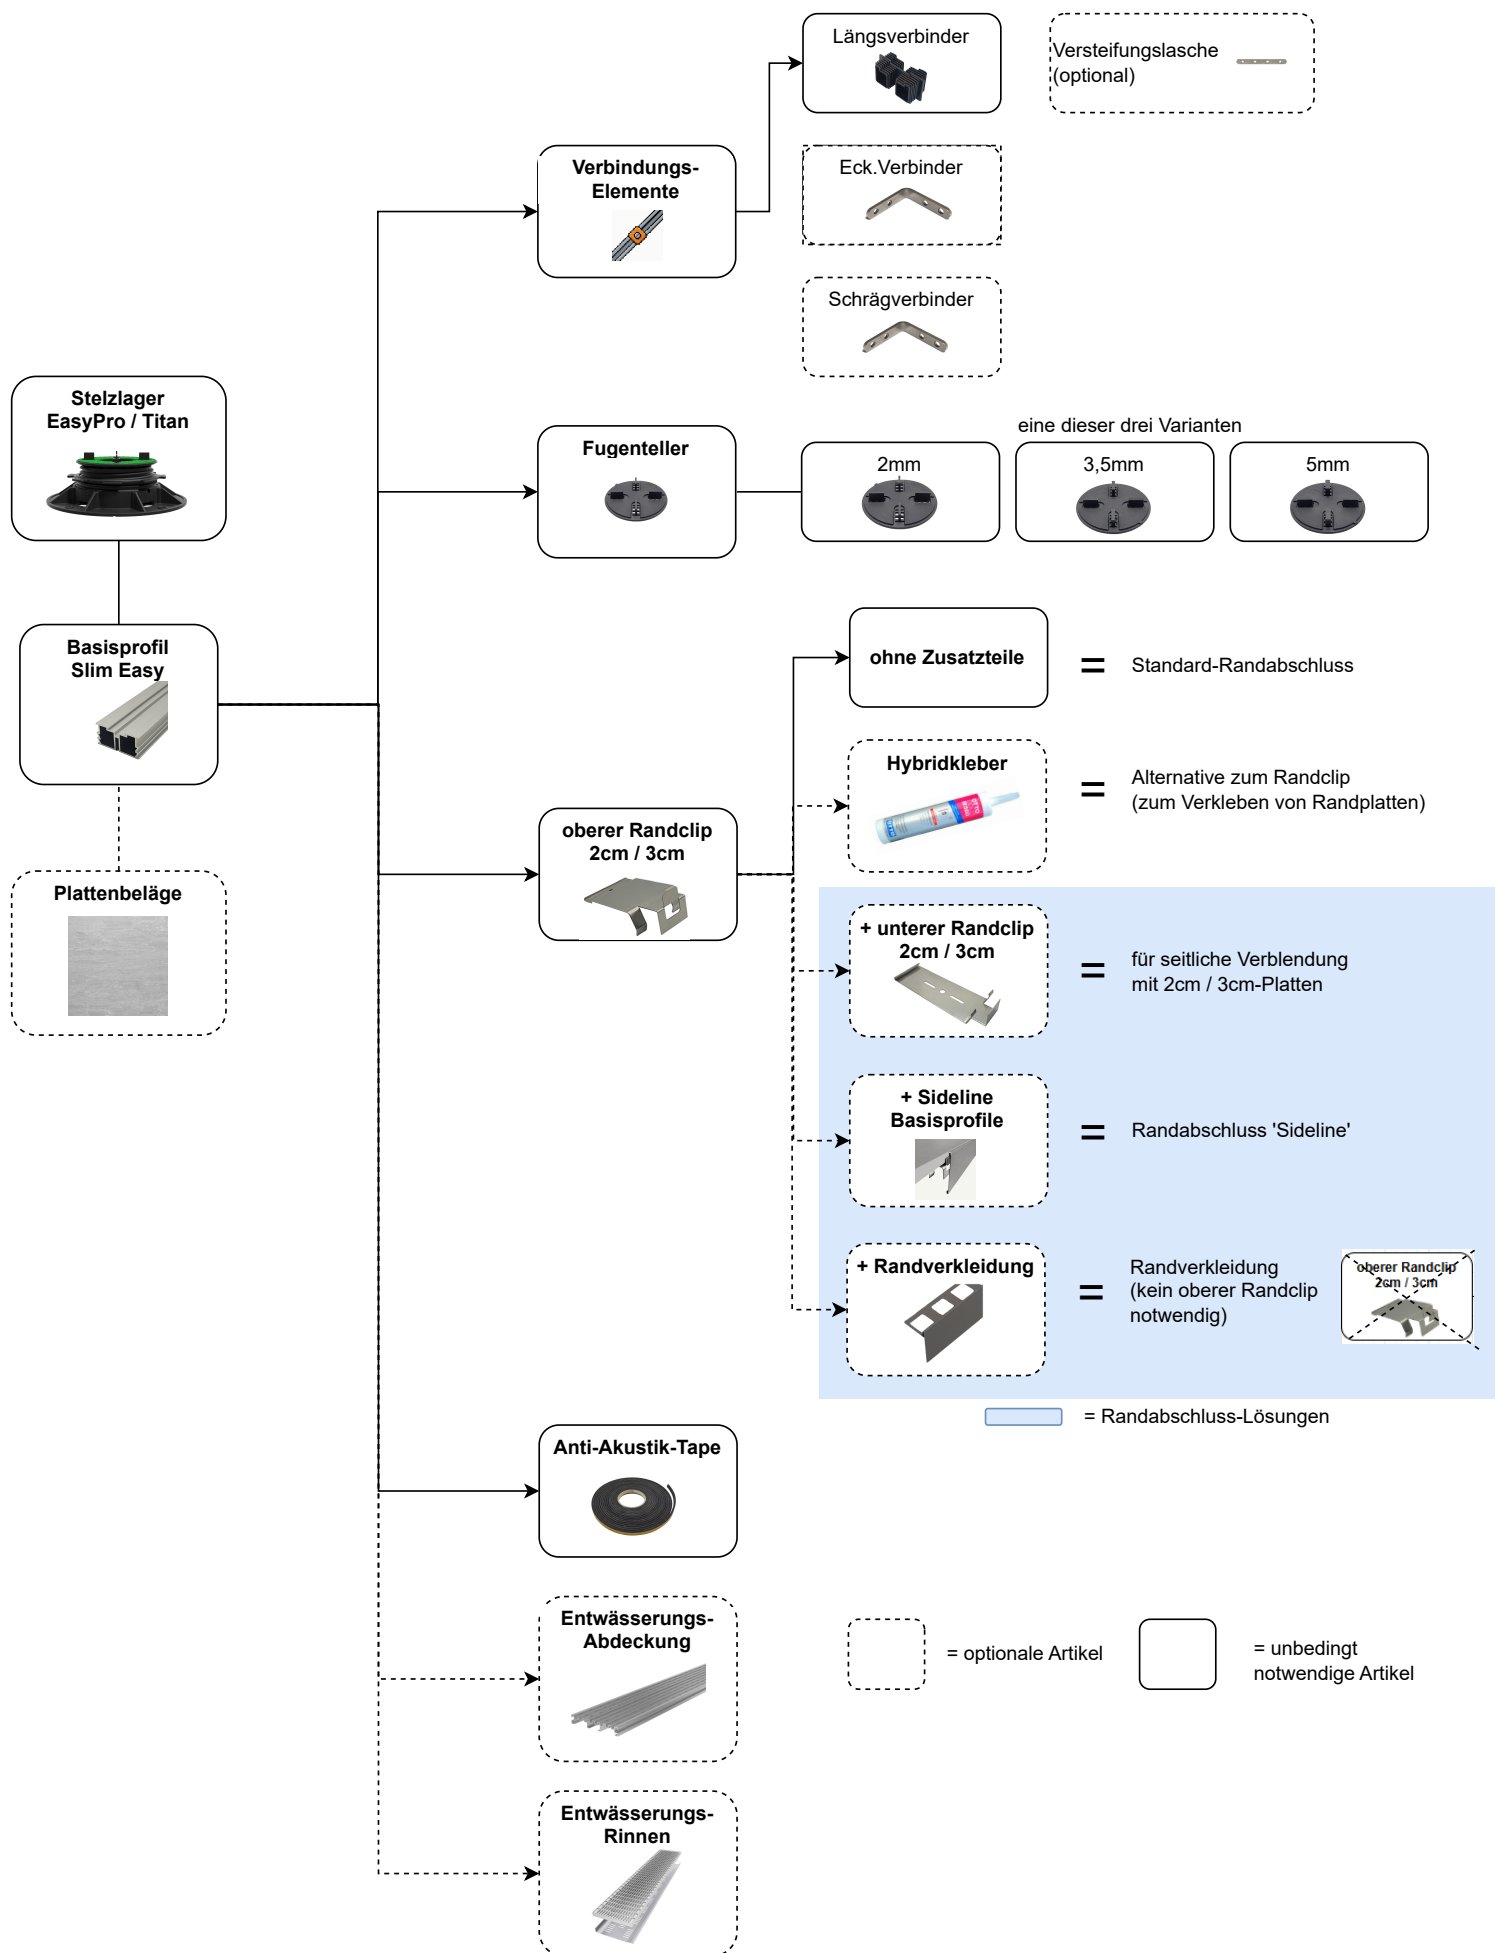 Längsverbinder
Versteifungslasche
(optional)
Verbindungs-
Elemente
Eck.Verbinder
Schrägverbinder
Stelzlager
EasyPro / Titan
Fugenteller
eine dieser drei Varianten
2mm
3,5mm
5mm
Basisprofil
Slim Easy
ohne Zusatzteile
=
Standard-Randabschluss
Hybridkleber
=
Alternative zum Randclip
(zum Verkleben von Randplatten)
oberer Randclip
2cm / 3cm
Plattenbeläge
+ unterer Randclip
2cm / 3cm
=
für seitliche Verblendung
mit 2cm / 3cm-Platten
+ Sideline
Basisprofile
=
Randabschluss 'Sideline'
+ Randverkleidung
=
Randverkleidung
(kein oberer Randclip
notwendig)
oberer Randclip
2cm / 3cm
= Randabschluss-Lösungen
Anti-Akustik-Tape
Entwässerungs-
Abdeckung
= optionale Artikel
= unbedingt
notwendige Artikel
Entwässerungs-
Rinnen